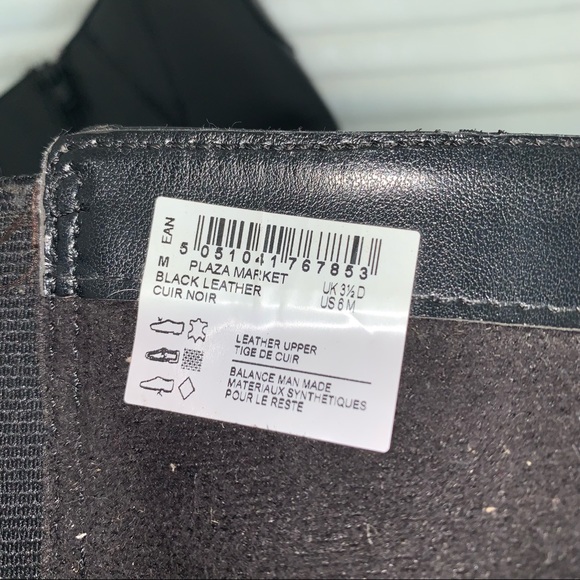 EAN
5 051041 767853
M PLAZA MARKET UK 3½ D
BLACK LEATHER US 6 M
CUIR NOIR
LEATHER UPPER
TIGE DE CUIR
BALANCE MAN MADE
MATERIAUX SYNTHÉTIQUES
POUR LE RESTE